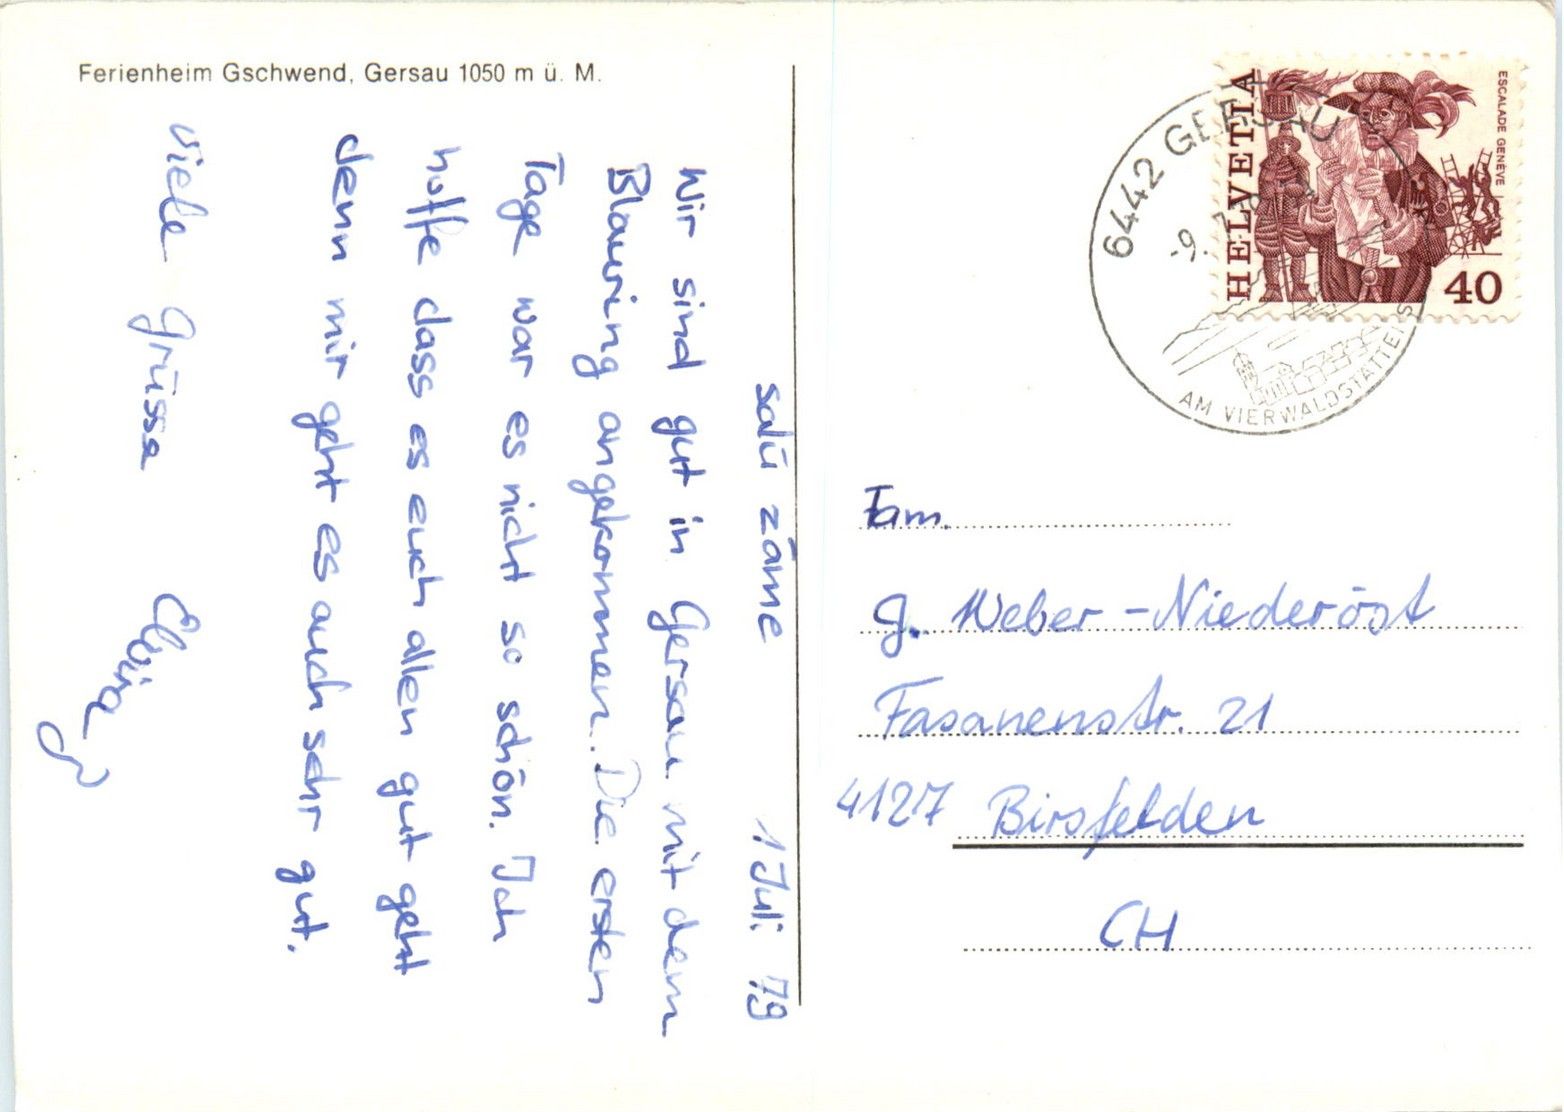 Ferienheim Gschwend, Gersau 1050 m ü. M.
salü zäme 1 Juli 79
Wir sind gut in Gersau mit dem
Blauring angekommen. Die ersten
Tage war es nicht so schön. Ich
hoffe dass es euch allen gut geht
denn mir geht es auch sehr gut.
Viele Grüsse Elvira
HELVETIA
ESCALADE GENÈVE
40
6442 GERSAU
-9.
AM VIERWALDSTÄTTERS
Fam.
J. Weber-Niederöst
Fasanenstr. 21
4127 Birsfelden
CH